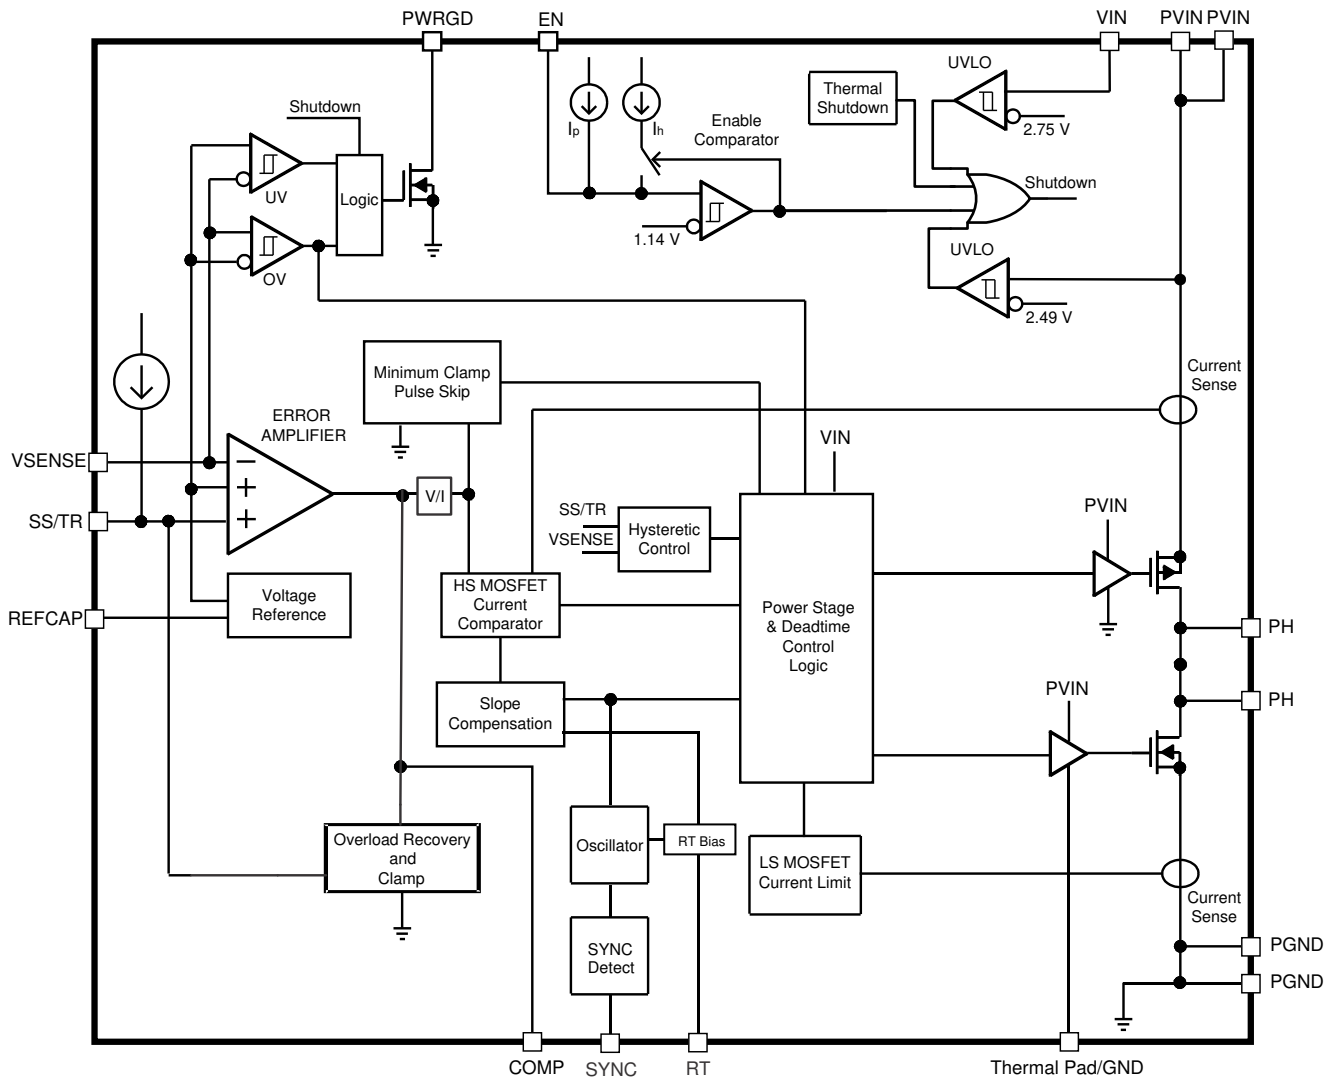 PWRGD
EN
VIN
PVIN
PVIN
UVLO
Thermal
Shutdown
2.75 V
Shutdown
Ip
Ih
Enable
Comparator
UV
Logic
Shutdown
1.14 V
OV
UVLO
2.49 V
Minimum Clamp
Pulse Skip
Current
Sense
ERROR
AMPLIFIER
VIN
VSENSE
−
+
+
V/I
SS/TR
SS/TR
VSENSE
Hysteretic
Control
PVIN
Voltage
Reference
HS MOSFET
Current
Comparator
Power Stage
& Deadtime
Control
Logic
REFCAP
PH
PVIN
PH
Slope
Compensation
Overload Recovery
and
Clamp
Oscillator
RT Bias
LS MOSFET
Current Limit
Current
Sense
SYNC
Detect
PGND
PGND
COMP
SYNC
RT
Thermal Pad/GND